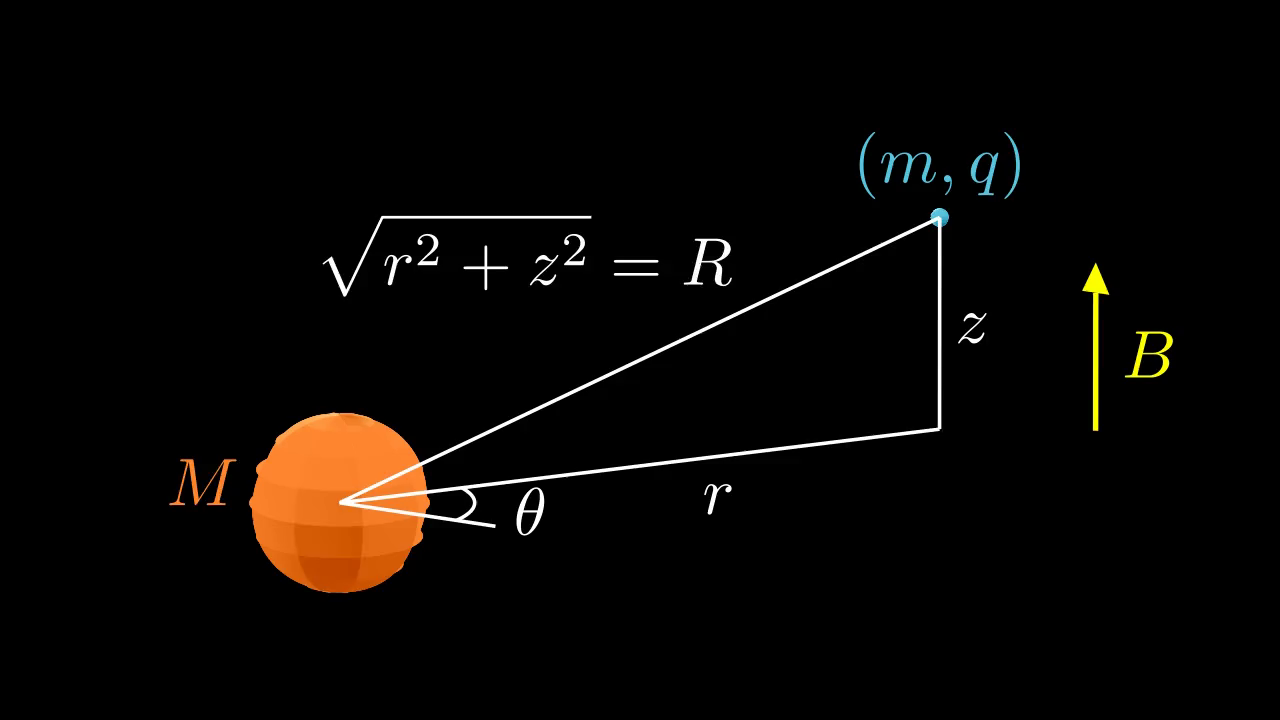 (m, q)
√(r² + z²) = R
z
B
M
θ
r